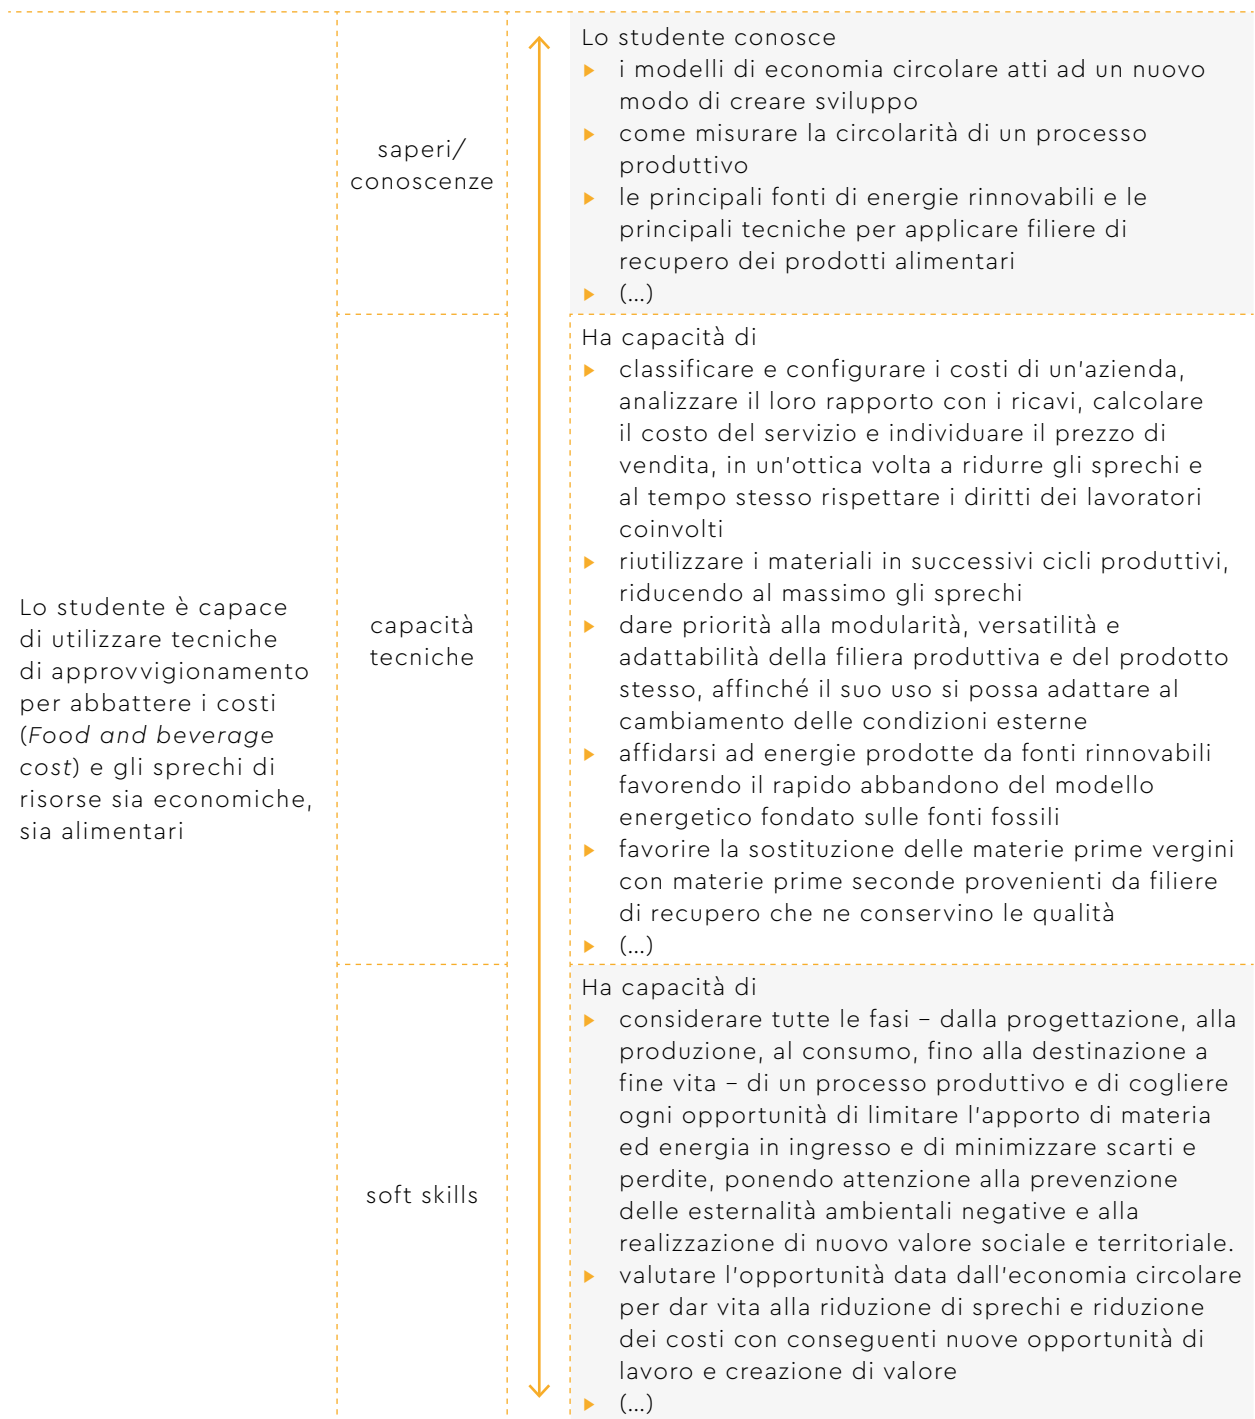 Lo studente è capace
di utilizzare tecniche
di approvvigionamento
per abbattere i costi
(Food and beverage
cost) e gli sprechi di
risorse sia economiche,
sia alimentari
saperi/
conoscenze
Lo studente conosce
▸ i modelli di economia circolare atti ad un nuovo
modo di creare sviluppo
▸ come misurare la circolarità di un processo
produttivo
▸ le principali fonti di energie rinnovabili e le
principali tecniche per applicare filiere di
recupero dei prodotti alimentari
▸ (…)
capacità
tecniche
Ha capacità di
▸ classificare e configurare i costi di un'azienda,
analizzare il loro rapporto con i ricavi, calcolare
il costo del servizio e individuare il prezzo di
vendita, in un'ottica volta a ridurre gli sprechi e
al tempo stesso rispettare i diritti dei lavoratori
coinvolti
▸ riutilizzare i materiali in successivi cicli produttivi,
riducendo al massimo gli sprechi
▸ dare priorità alla modularità, versatilità e
adattabilità della filiera produttiva e del prodotto
stesso, affinché il suo uso si possa adattare al
cambiamento delle condizioni esterne
▸ affidarsi ad energie prodotte da fonti rinnovabili
favorendo il rapido abbandono del modello
energetico fondato sulle fonti fossili
▸ favorire la sostituzione delle materie prime vergini
con materie prime seconde provenienti da filiere
di recupero che ne conservino le qualità
▸ (…)
soft skills
Ha capacità di
▸ considerare tutte le fasi – dalla progettazione, alla
produzione, al consumo, fino alla destinazione a
fine vita – di un processo produttivo e di cogliere
ogni opportunità di limitare l'apporto di materia
ed energia in ingresso e di minimizzare scarti e
perdite, ponendo attenzione alla prevenzione
delle esternalità ambientali negative e alla
realizzazione di nuovo valore sociale e territoriale.
▸ valutare l'opportunità data dall'economia circolare
per dar vita alla riduzione di sprechi e riduzione
dei costi con conseguenti nuove opportunità di
lavoro e creazione di valore
▸ (…)